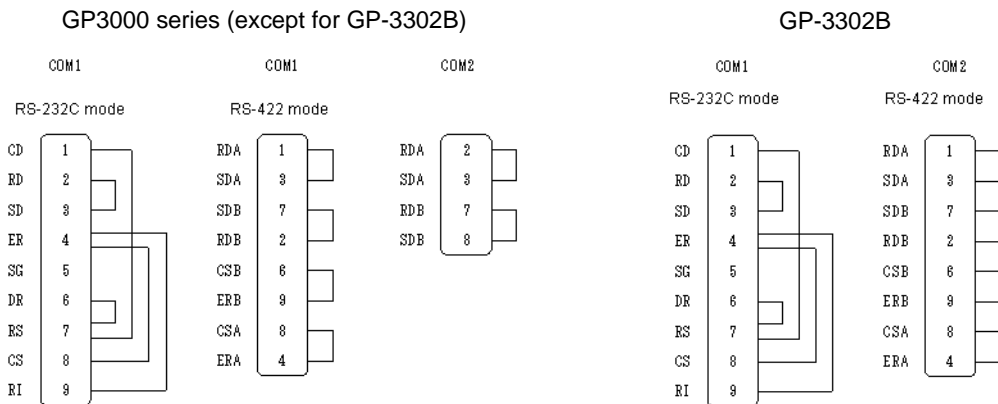 GP3000 series (except for GP-3302B)
GP-3302B
COM1
COM1
COM2
COM1
COM2
RS-232C mode
RS-422 mode
RS-232C mode
RS-422 mode
CD 1
RD 2
SD 3
ER 4
SG 5
DR 6
RS 7
CS 8
RI 9
RDA 1
SDA 3
SDB 7
RDB 2
CSB 6
ERB 9
CSA 8
ERA 4
RDA 2
SDA 3
RDB 7
SDB 8
CD 1
RD 2
SD 3
ER 4
SG 5
DR 6
RS 7
CS 8
RI 9
RDA 1
SDA 3
SDB 7
RDB 2
CSB 6
ERB 9
CSA 8
ERA 4